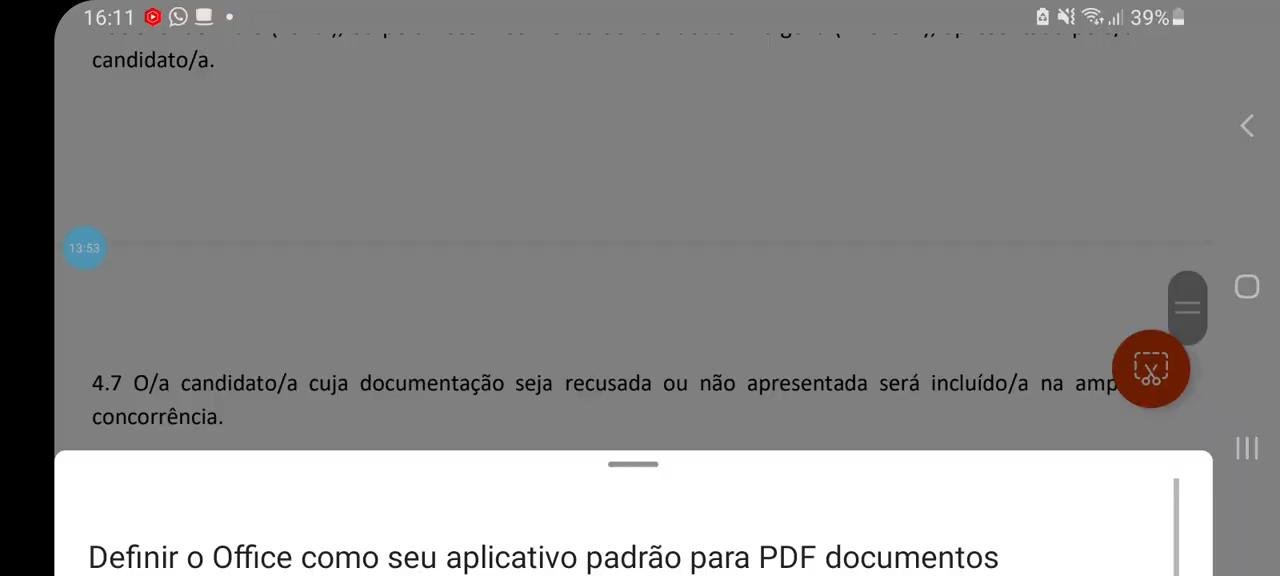 16:11
39%
candidato/a.
13:53
4.7 O/a candidato/a cuja documentação seja recusada ou não apresentada será incluído/a na
concorrência.
Definir o Office como seu aplicativo padrão para PDF documentos